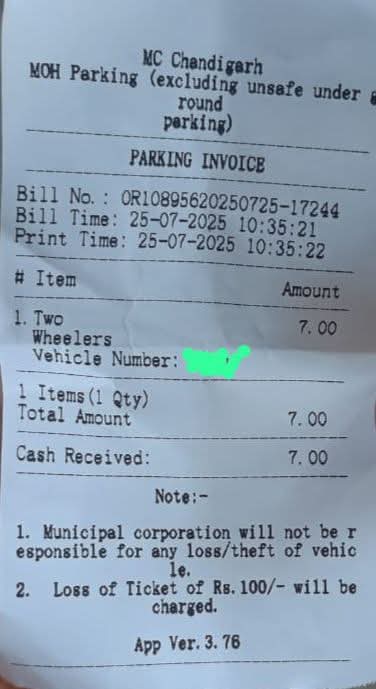 MC Chandigarh
MOH Parking (excluding unsafe under g
round
parking)
PARKING INVOICE
Bill No.: OR10895620250725-17244
Bill Time: 25-07-2025 10:35:21
Print Time: 25-07-2025 10:35:22
# Item Amount
1. Two 7.00
Wheelers
Vehicle Number:
1 Items(1 Qty)
Total Amount 7.00
Cash Received: 7.00
Note:-
1. Municipal corporation will not be r
esponsible for any loss/theft of vehic
le.
2. Loss of Ticket of Rs.100/- will be
charged.
App Ver.3.76